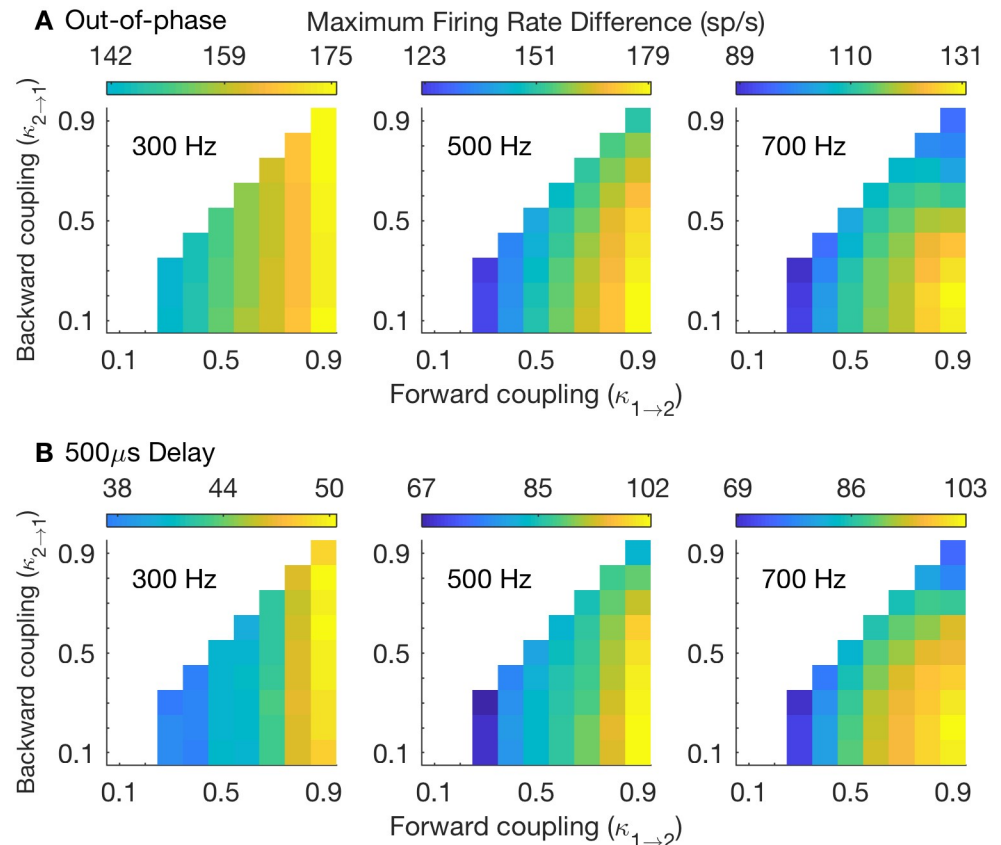 A Out-of-phase Maximum Firing Rate Difference (sp/s)
142 159 175 123 151 179 89 110 131
Backward coupling (κ2→1)
0.9 0.9 0.9
300 Hz 500 Hz 700 Hz
0.5 0.5 0.5
0.1 0.1 0.1
0.1 0.5 0.9 0.1 0.5 0.9 0.1 0.5 0.9
Forward coupling (κ1→2)
B 500μs Delay
38 44 50 67 85 102 69 86 103
Backward coupling (κ2→1)
0.9 0.9 0.9
300 Hz 500 Hz 700 Hz
0.5 0.5 0.5
0.1 0.1 0.1
0.1 0.5 0.9 0.1 0.5 0.9 0.1 0.5 0.9
Forward coupling (κ1→2)